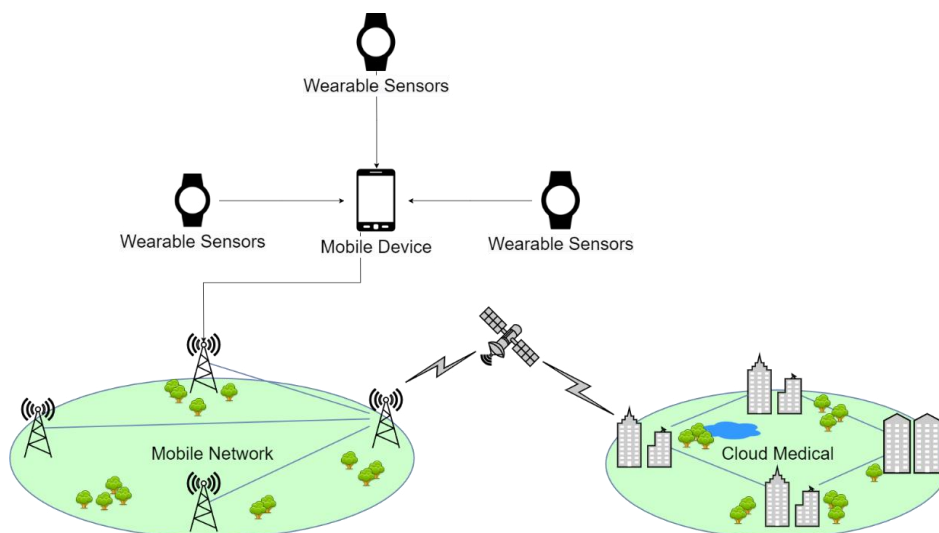 Wearable Sensors
Wearable Sensors
Mobile Device
Wearable Sensors
Mobile Network
Cloud Medical